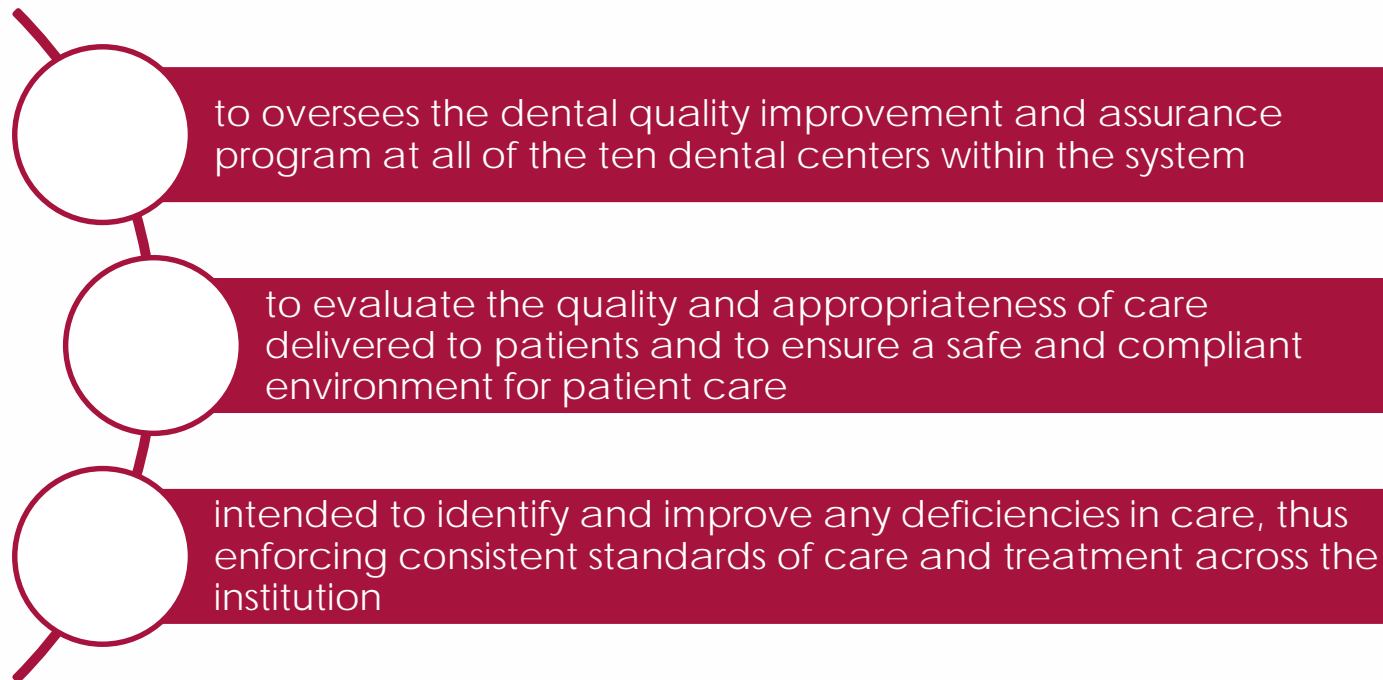 to oversees the dental quality improvement and assurance
program at all of the ten dental centers within the system
to evaluate the quality and appropriateness of care
delivered to patients and to ensure a safe and compliant
environment for patient care
intended to identify and improve any deficiencies in care, thus
enforcing consistent standards of care and treatment across the
institution